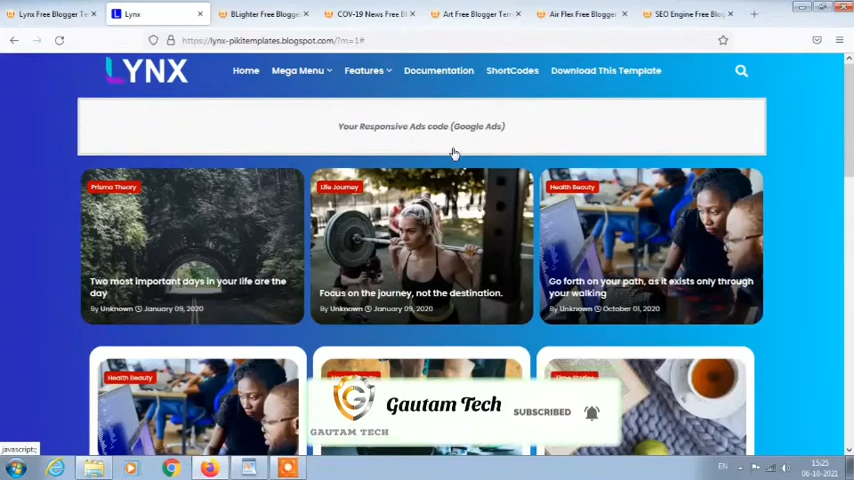 Lynx Free Blogger Tem
Lynx
BLighter Free Blogge
COV-19 News Free Bl
Art Free Blogger Tem
Air Flex Free Blogger
SEO Engine Free Blog
https://lynx-pikitemplates.blogspot.com/?m=1#
LYNX
Home
Mega Menu
Features
Documentation
ShortCodes
Download This Template
Your Responsive Ads code (Google Ads)
Prisma Theory
Two most important days in your life are the
day
By Unknown January 09, 2020
Life Journey
Focus on the journey, not the destination.
By Unknown January 09, 2020
Health Beauty
Go forth on your path, as it exists only through
your walking
By Unknown October 01, 2020
Health Beauty
Time Stories
G
GAUTAM TECH
Gautam Tech
SUBSCRIBED
javascript:;
EN
15:25
06-10-2021